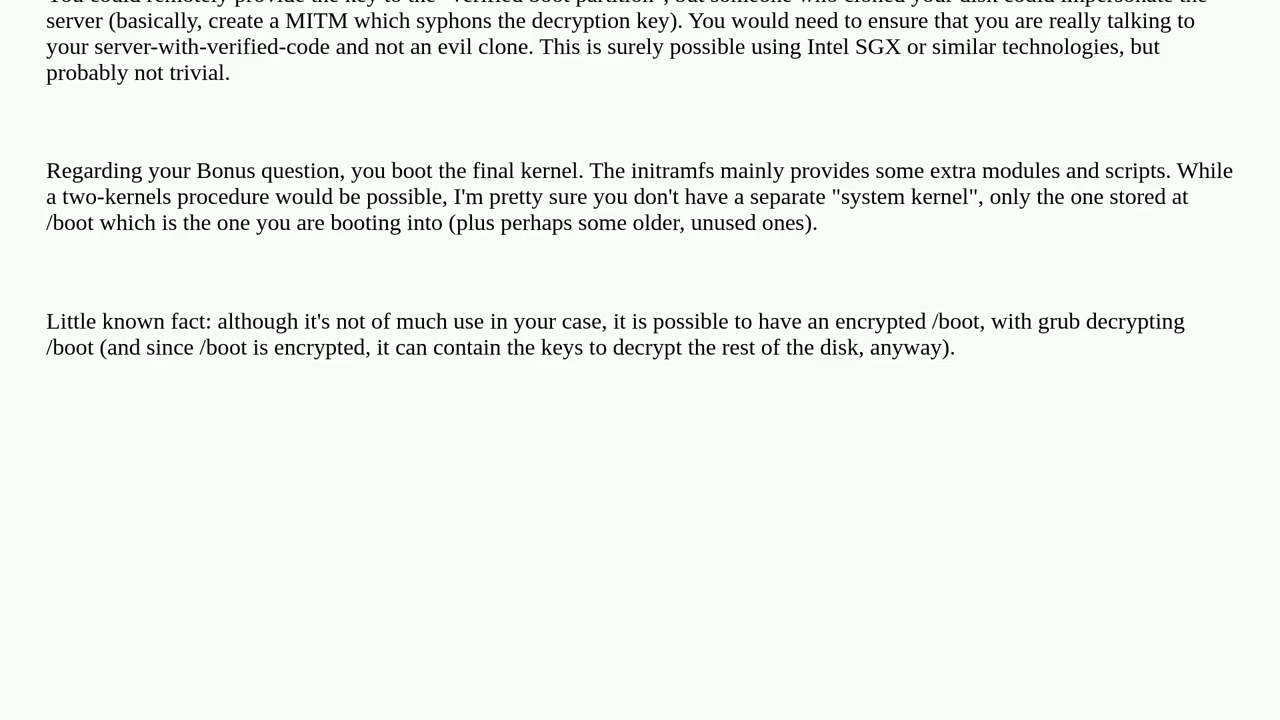 server (basically, create a MITM which syphons the decryption key). You would need to ensure that you are really talking to
your server-with-verified-code and not an evil clone. This is surely possible using Intel SGX or similar technologies, but
probably not trivial.
Regarding your Bonus question, you boot the final kernel. The initramfs mainly provides some extra modules and scripts. While
a two-kernels procedure would be possible, I'm pretty sure you don't have a separate "system kernel", only the one stored at
/boot which is the one you are booting into (plus perhaps some older, unused ones).
Little known fact: although it's not of much use in your case, it is possible to have an encrypted /boot, with grub decrypting
/boot (and since /boot is encrypted, it can contain the keys to decrypt the rest of the disk, anyway).